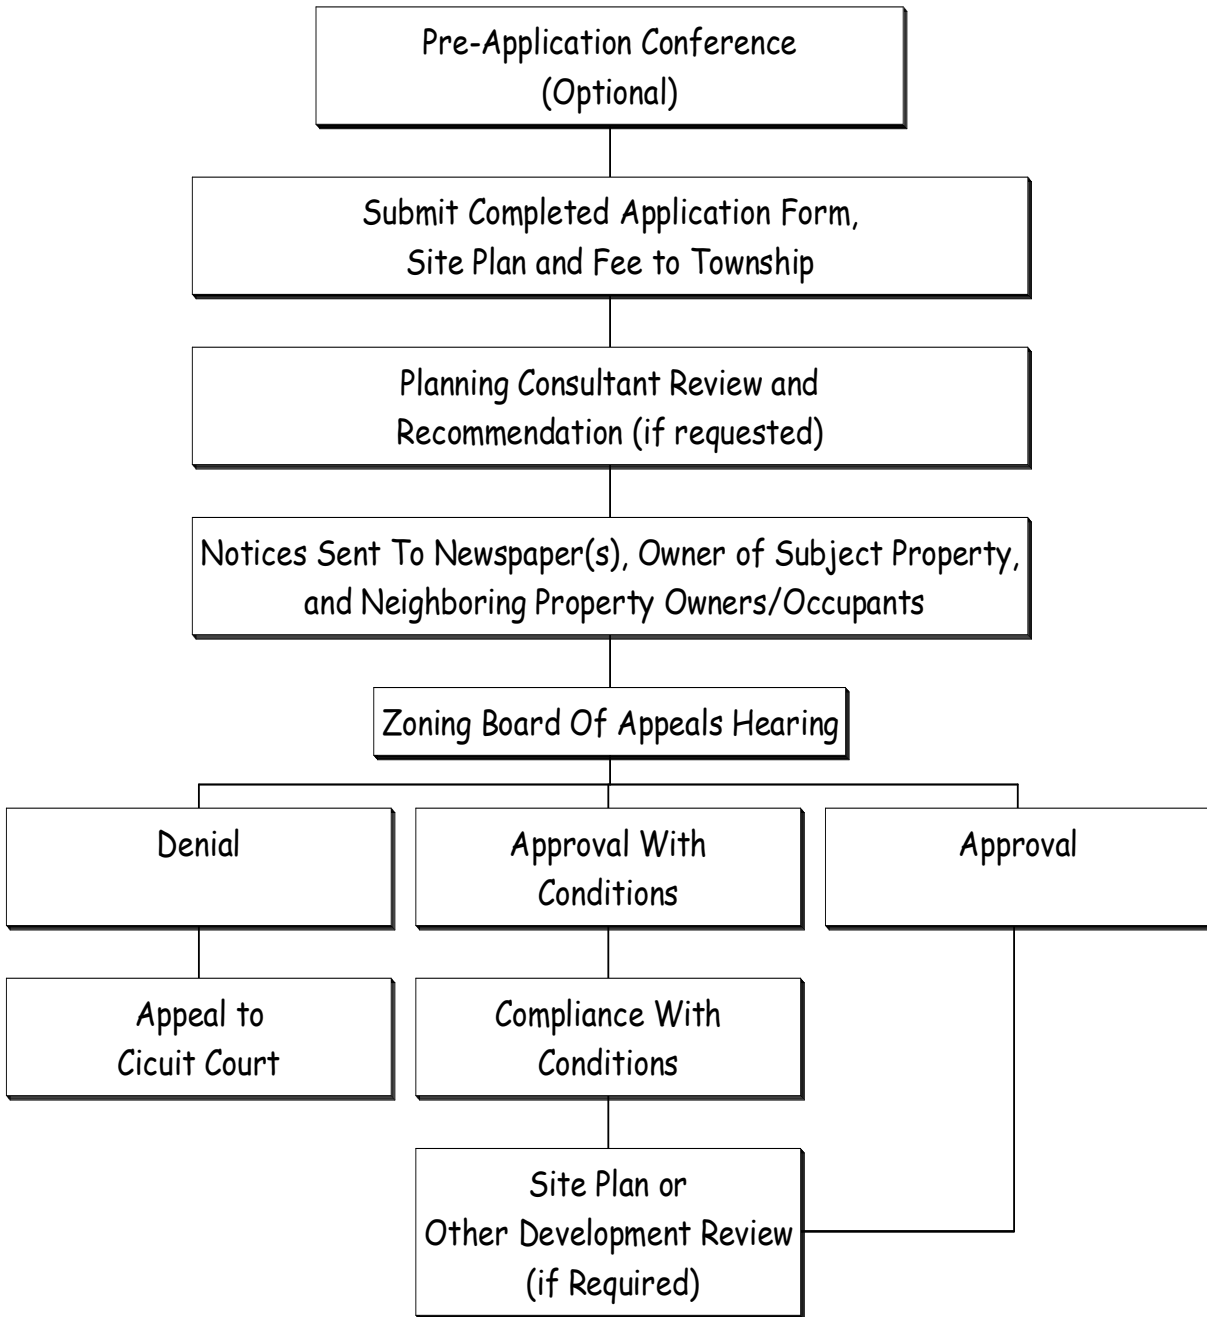 Pre-Application Conference
(Optional)
Submit Completed Application Form,
Site Plan and Fee to Township
Planning Consultant Review and
Recommendation (if requested)
Notices Sent To Newspaper(s), Owner of Subject Property,
and Neighboring Property Owners/Occupants
Zoning Board Of Appeals Hearing
Denial
Approval With
Conditions
Approval
Appeal to
Cicuit Court
Compliance With
Conditions
Site Plan or
Other Development Review
(if Required)